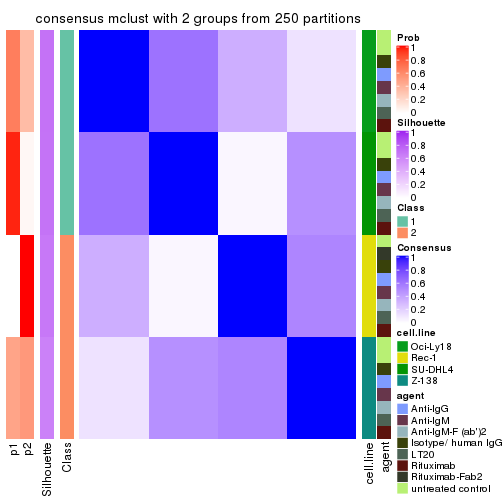 consensus mclust with 2 groups from 250 partitions
Prob
1
0.8
0.6
0.4
0.2
0
Silhouette
1
0.8
0.6
0.4
0.2
0
Class
1
2
Consensus
1
0.8
0.6
0.4
0.2
0
cell.line
Oci-Ly18
Rec-1
SU-DHL4
Z-138
agent
Anti-IgG
Anti-IgM
Anti-IgM-F (ab')2
Isotype/ human IgG
LT20
Rituximab
Rituximab-Fab2
untreated control
p1
p2
Silhouette
Class
cell.line
agent